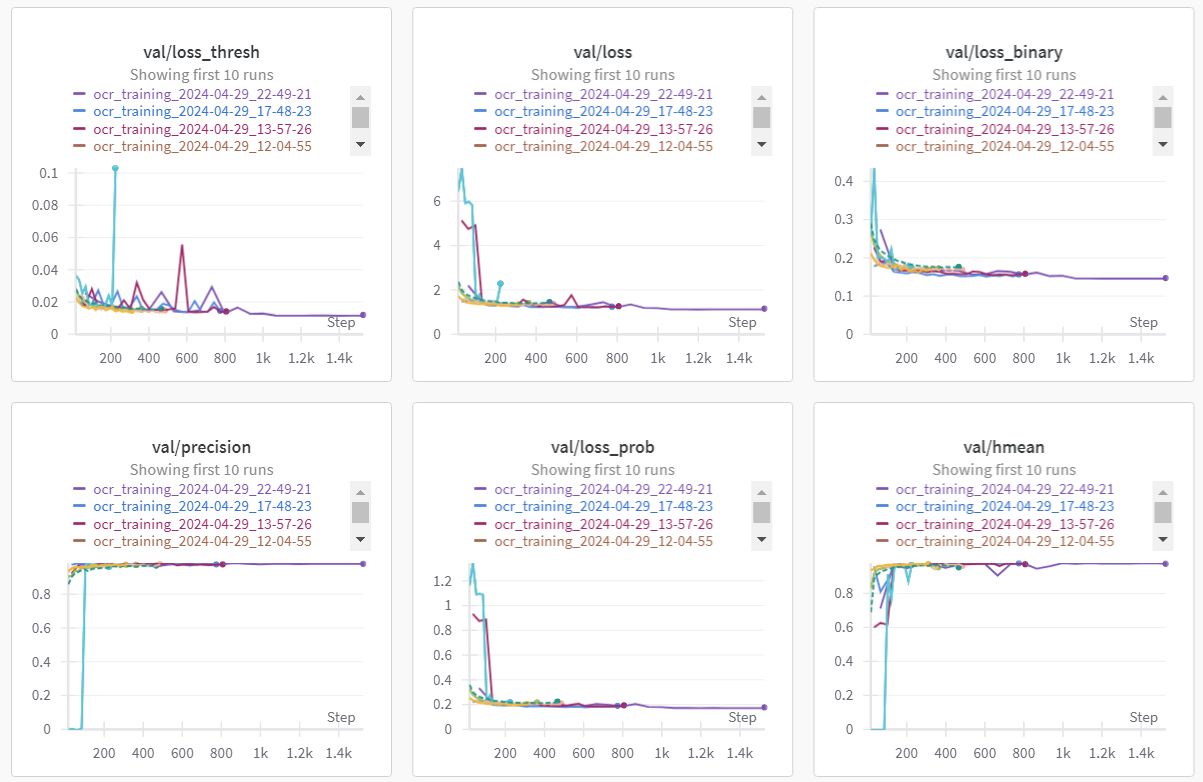 val/loss_thresh
Showing first 10 runs
ocr_training_2024-04-29_22-49-21
ocr_training_2024-04-29_17-48-23
ocr_training_2024-04-29_13-57-26
ocr_training_2024-04-29_12-04-55
0.1
0.08
0.06
0.04
0.02
0
Step
200 400 600 800 1k 1.2k 1.4k
val/loss
Showing first 10 runs
ocr_training_2024-04-29_22-49-21
ocr_training_2024-04-29_17-48-23
ocr_training_2024-04-29_13-57-26
ocr_training_2024-04-29_12-04-55
6
4
2
0
Step
200 400 600 800 1k 1.2k 1.4k
val/loss_binary
Showing first 10 runs
ocr_training_2024-04-29_22-49-21
ocr_training_2024-04-29_17-48-23
ocr_training_2024-04-29_13-57-26
ocr_training_2024-04-29_12-04-55
0.4
0.3
0.2
0.1
0
Step
200 400 600 800 1k 1.2k 1.4k
val/precision
Showing first 10 runs
ocr_training_2024-04-29_22-49-21
ocr_training_2024-04-29_17-48-23
ocr_training_2024-04-29_13-57-26
ocr_training_2024-04-29_12-04-55
0.8
0.6
0.4
0.2
0
Step
200 400 600 800 1k 1.2k 1.4k
val/loss_prob
Showing first 10 runs
ocr_training_2024-04-29_22-49-21
ocr_training_2024-04-29_17-48-23
ocr_training_2024-04-29_13-57-26
ocr_training_2024-04-29_12-04-55
1.2
1
0.8
0.6
0.4
0.2
0
Step
200 400 600 800 1k 1.2k 1.4k
val/hmean
Showing first 10 runs
ocr_training_2024-04-29_22-49-21
ocr_training_2024-04-29_17-48-23
ocr_training_2024-04-29_13-57-26
ocr_training_2024-04-29_12-04-55
0.8
0.6
0.4
0.2
0
Step
200 400 600 800 1k 1.2k 1.4k